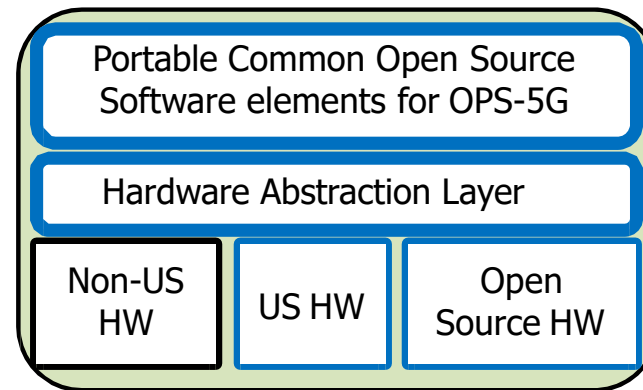 Portable Common Open Source
Software elements for OPS-5G
Hardware Abstraction Layer
Non-US
HW
US HW
Open
Source HW